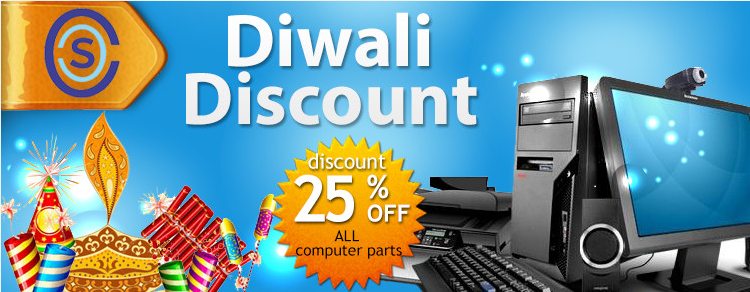 S
Diwali
Discount
discount
25 % OFF
ALL
computer parts